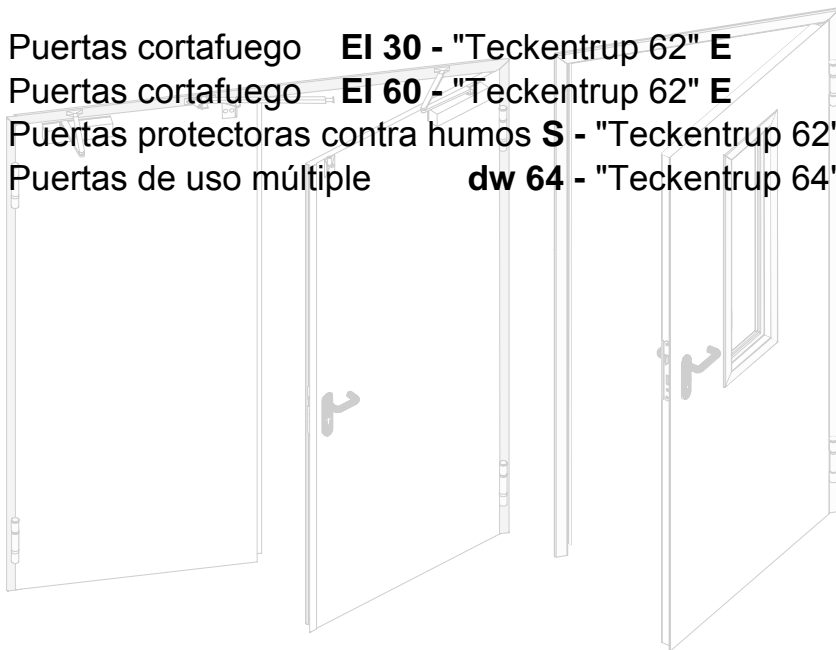 Puertas cortafuego EI 30 - "Teckentrup 62" E
Puertas cortafuego EI 60 - "Teckentrup 62" E
Puertas protectoras contra humos S - "Teckentrup 62"
Puertas de uso múltiple dw 64 - "Teckentrup 64"